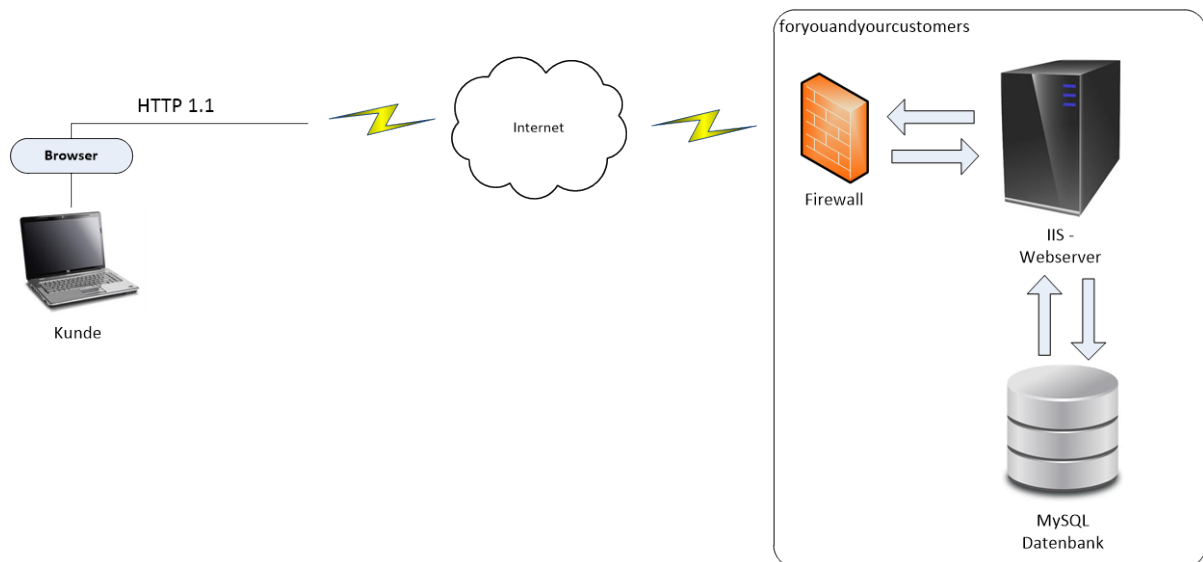 foryouandyourcustomers
HTTP 1.1
Browser
Internet
Kunde
Firewall
IIS -
Webserver
MySQL
Datenbank